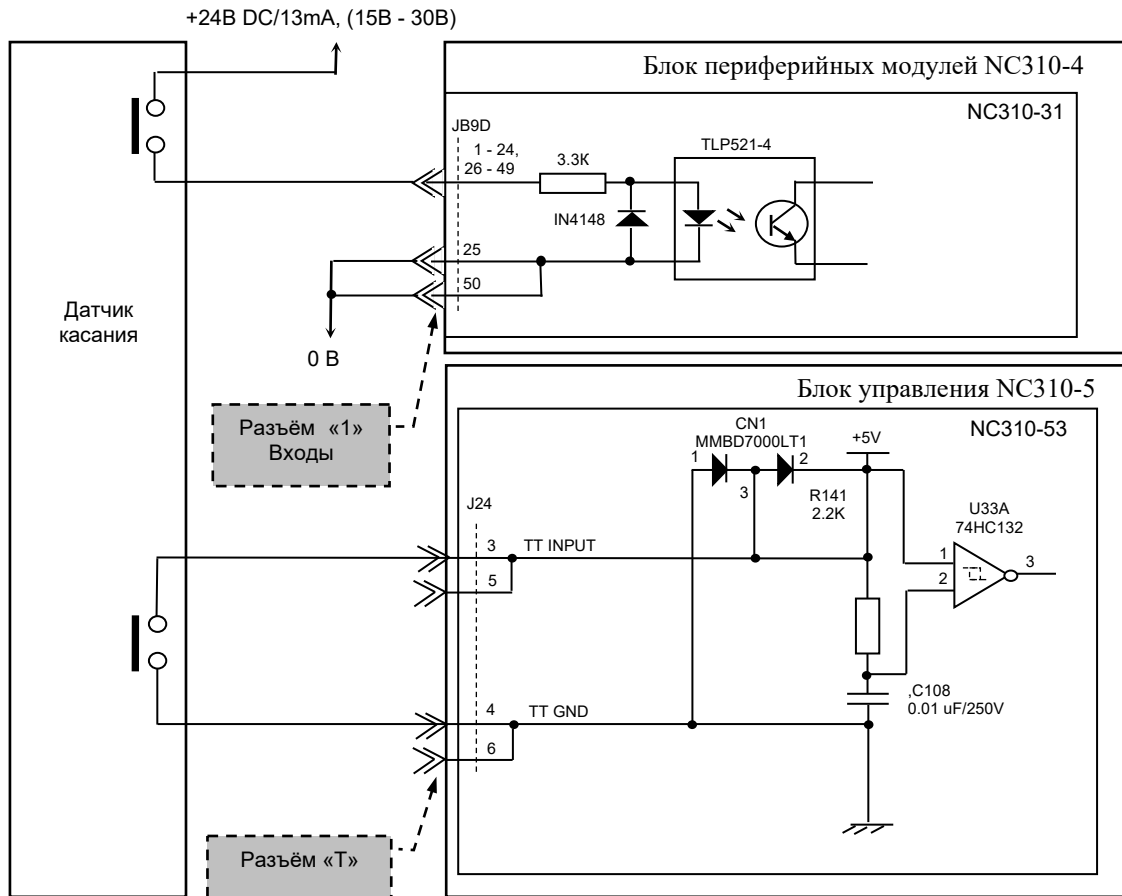 +24В DC/13mA, (15В - 30В)
Блок периферийных модулей NC310-4
NC310-31
JB9D
1 - 24,
26 - 49
3.3К
TLP521-4
IN4148
25
50
Датчик
касания
0 В
Разъём «1»
Входы
Блок управления NC310-5
NC310-53
CN1
MMBD7000LT1
1
2
3
+5V
R141
2.2K
U33A
74HC132
1
2
3
J24
3
TT INPUT
5
4
TT GND
6
,C108
0.01 uF/250V
Разъём «Т»